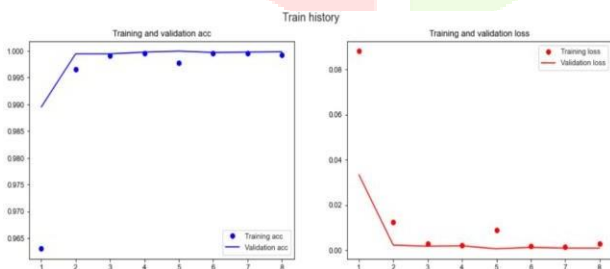 Train history
Training and validation acc
1.000
0.995
0.990
0.985
0.980
0.975
0.970
0.965
Training acc
Validation acc
1 2 3 4 5 6 7 8
Training and validation loss
Training loss
Validation loss
0.08
0.06
0.04
0.02
0.00
1 2 3 4 5 6 7 8